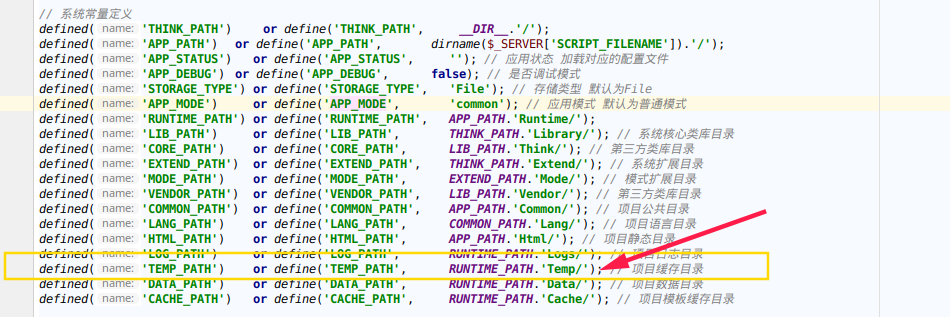 // 系统常量定义
defined( name: 'THINK_PATH') or define('THINK_PATH', __DIR__.'/');
defined( name: 'APP_PATH') or define('APP_PATH', dirname($_SERVER['SCRIPT_FILENAME']).'/');
defined( name: 'APP_STATUS') or define('APP_STATUS', ''); // 应用状态 加载对应的配置文件
defined( name: 'APP_DEBUG') or define('APP_DEBUG', false); // 是否调试模式
defined( name: 'STORAGE_TYPE') or define('STORAGE_TYPE', 'File'); // 存储类型 默认为File
defined( name: 'APP_MODE') or define('APP_MODE', 'common'); // 应用模式 默认为普通模式
defined( name: 'RUNTIME_PATH') or define('RUNTIME_PATH', APP_PATH.'Runtime/');
defined( name: 'LIB_PATH') or define('LIB_PATH', THINK_PATH.'Library/'); // 系统核心类库目录
defined( name: 'CORE_PATH') or define('CORE_PATH', LIB_PATH.'Think/'); // 第三方类库目录
defined( name: 'EXTEND_PATH') or define('EXTEND_PATH', THINK_PATH.'Extend/'); // 系统扩展目录
defined( name: 'MODE_PATH') or define('MODE_PATH', EXTEND_PATH.'Mode/'); // 模式扩展目录
defined( name: 'VENDOR_PATH') or define('VENDOR_PATH', LIB_PATH.'Vendor/'); // 第三方类库目录
defined( name: 'COMMON_PATH') or define('COMMON_PATH', APP_PATH.'Common/'); // 项目公共目录
defined( name: 'LANG_PATH') or define('LANG_PATH', COMMON_PATH.'Lang/'); // 项目语言目录
defined( name: 'HTML_PATH') or define('HTML_PATH', APP_PATH.'Html/'); // 项目静态目录
defined( name: 'LOG_PATH') or define('LOG_PATH', RUNTIME_PATH.'Logs/'); // 项目日志目录
defined( name: 'TEMP_PATH') or define('TEMP_PATH', RUNTIME_PATH.'Temp/'); // 项目缓存目录
defined( name: 'DATA_PATH') or define('DATA_PATH', RUNTIME_PATH.'Data/'); // 项目数据目录
defined( name: 'CACHE_PATH') or define('CACHE_PATH', RUNTIME_PATH.'Cache/'); // 项目模板缓存目录